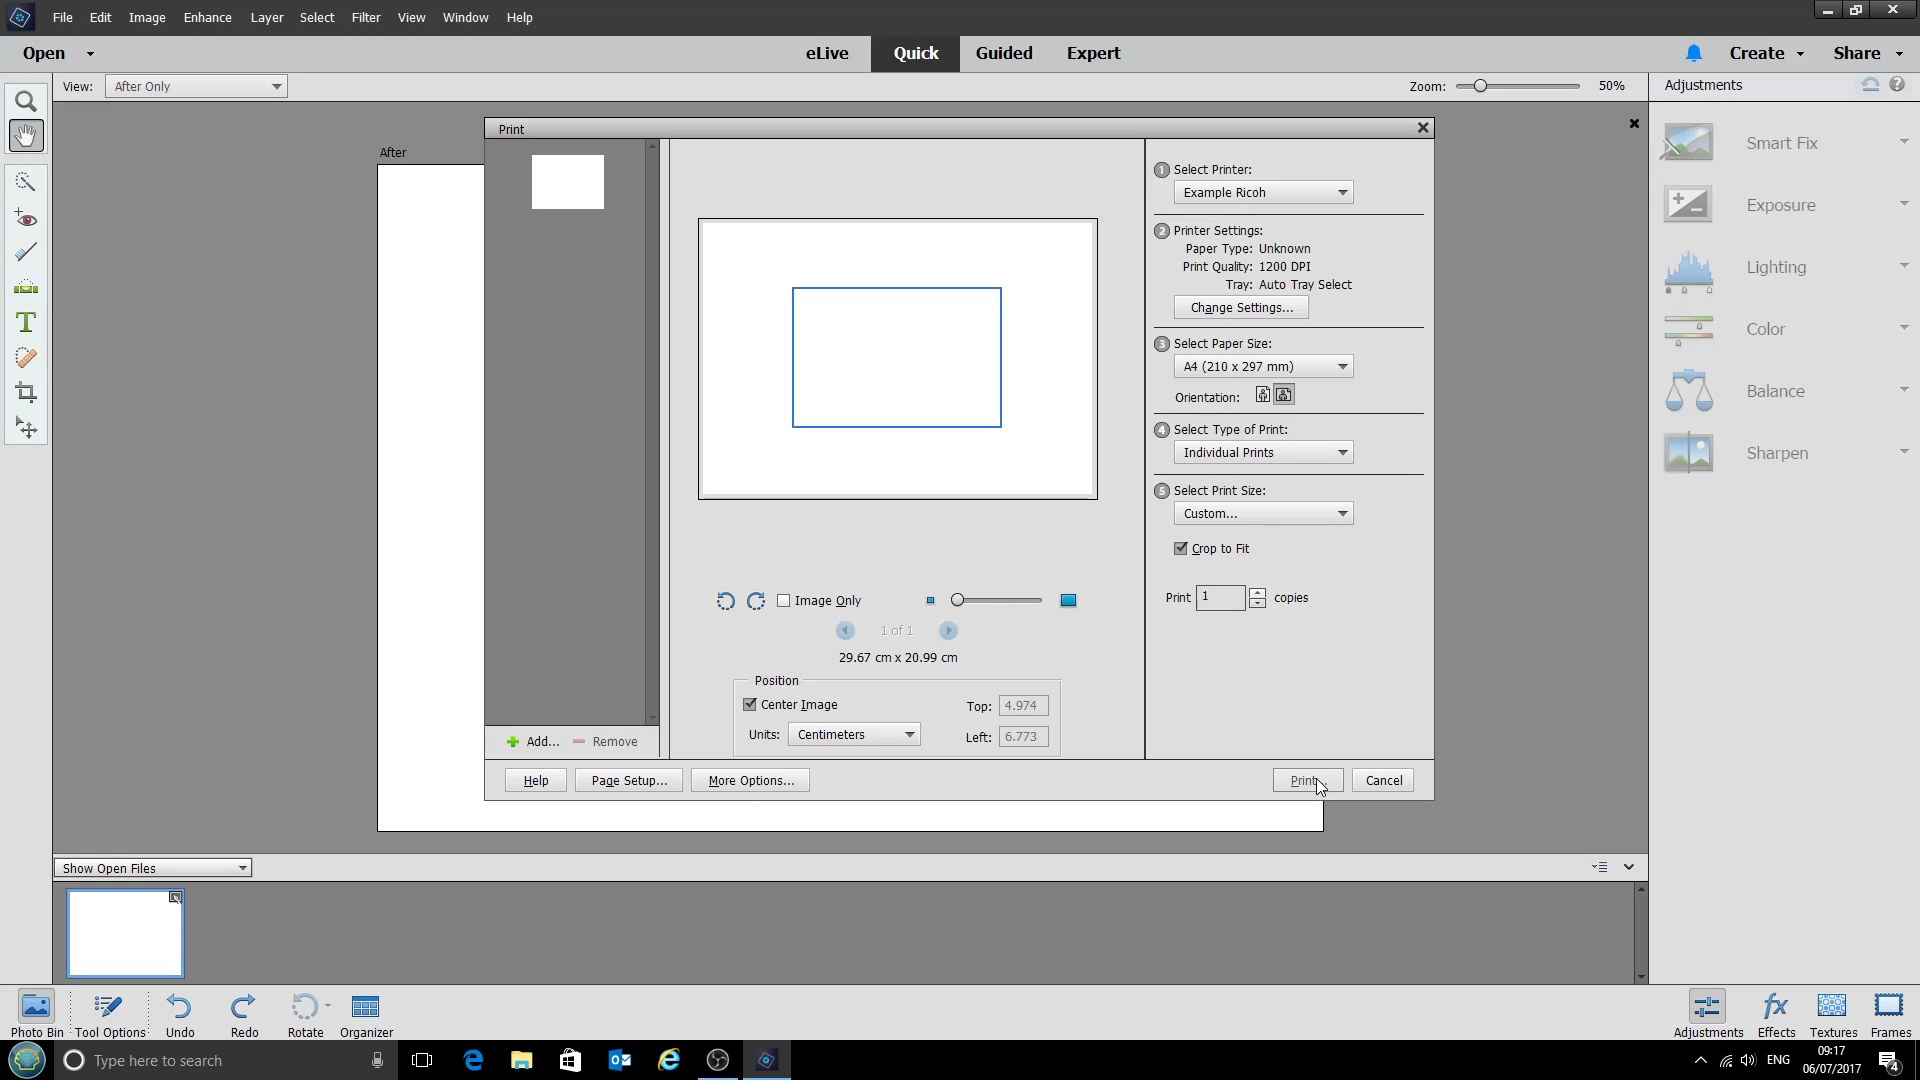 File Edit Image Enhance Layer Select Filter View Window Help
Open eLive Quick Guided Expert Create Share
View: After Only Zoom: 50% Adjustments
After
Print
Select Printer:
Example Ricoh
Printer Settings:
Paper Type: Unknown
Print Quality: 1200 DPI
Tray: Auto Tray Select
Change Settings...
Select Paper Size:
A4 (210 x 297 mm)
Orientation:
Select Type of Print:
Individual Prints
Select Print Size:
Custom...
Crop to Fit
Print 1 copies
Image Only
1 of 1
29.67 cm x 20.99 cm
Position
Center Image Top: 4.974
Units: Centimeters Left: 6.773
Add... Remove
Help Page Setup... More Options... Print... Cancel
Smart Fix
Exposure
Lighting
Color
Balance
Sharpen
Show Open Files
Photo Bin Tool Options Undo Redo Rotate Organizer Adjustments Effects Textures Frames
Type here to search ENG 09:17
06/07/2017 4